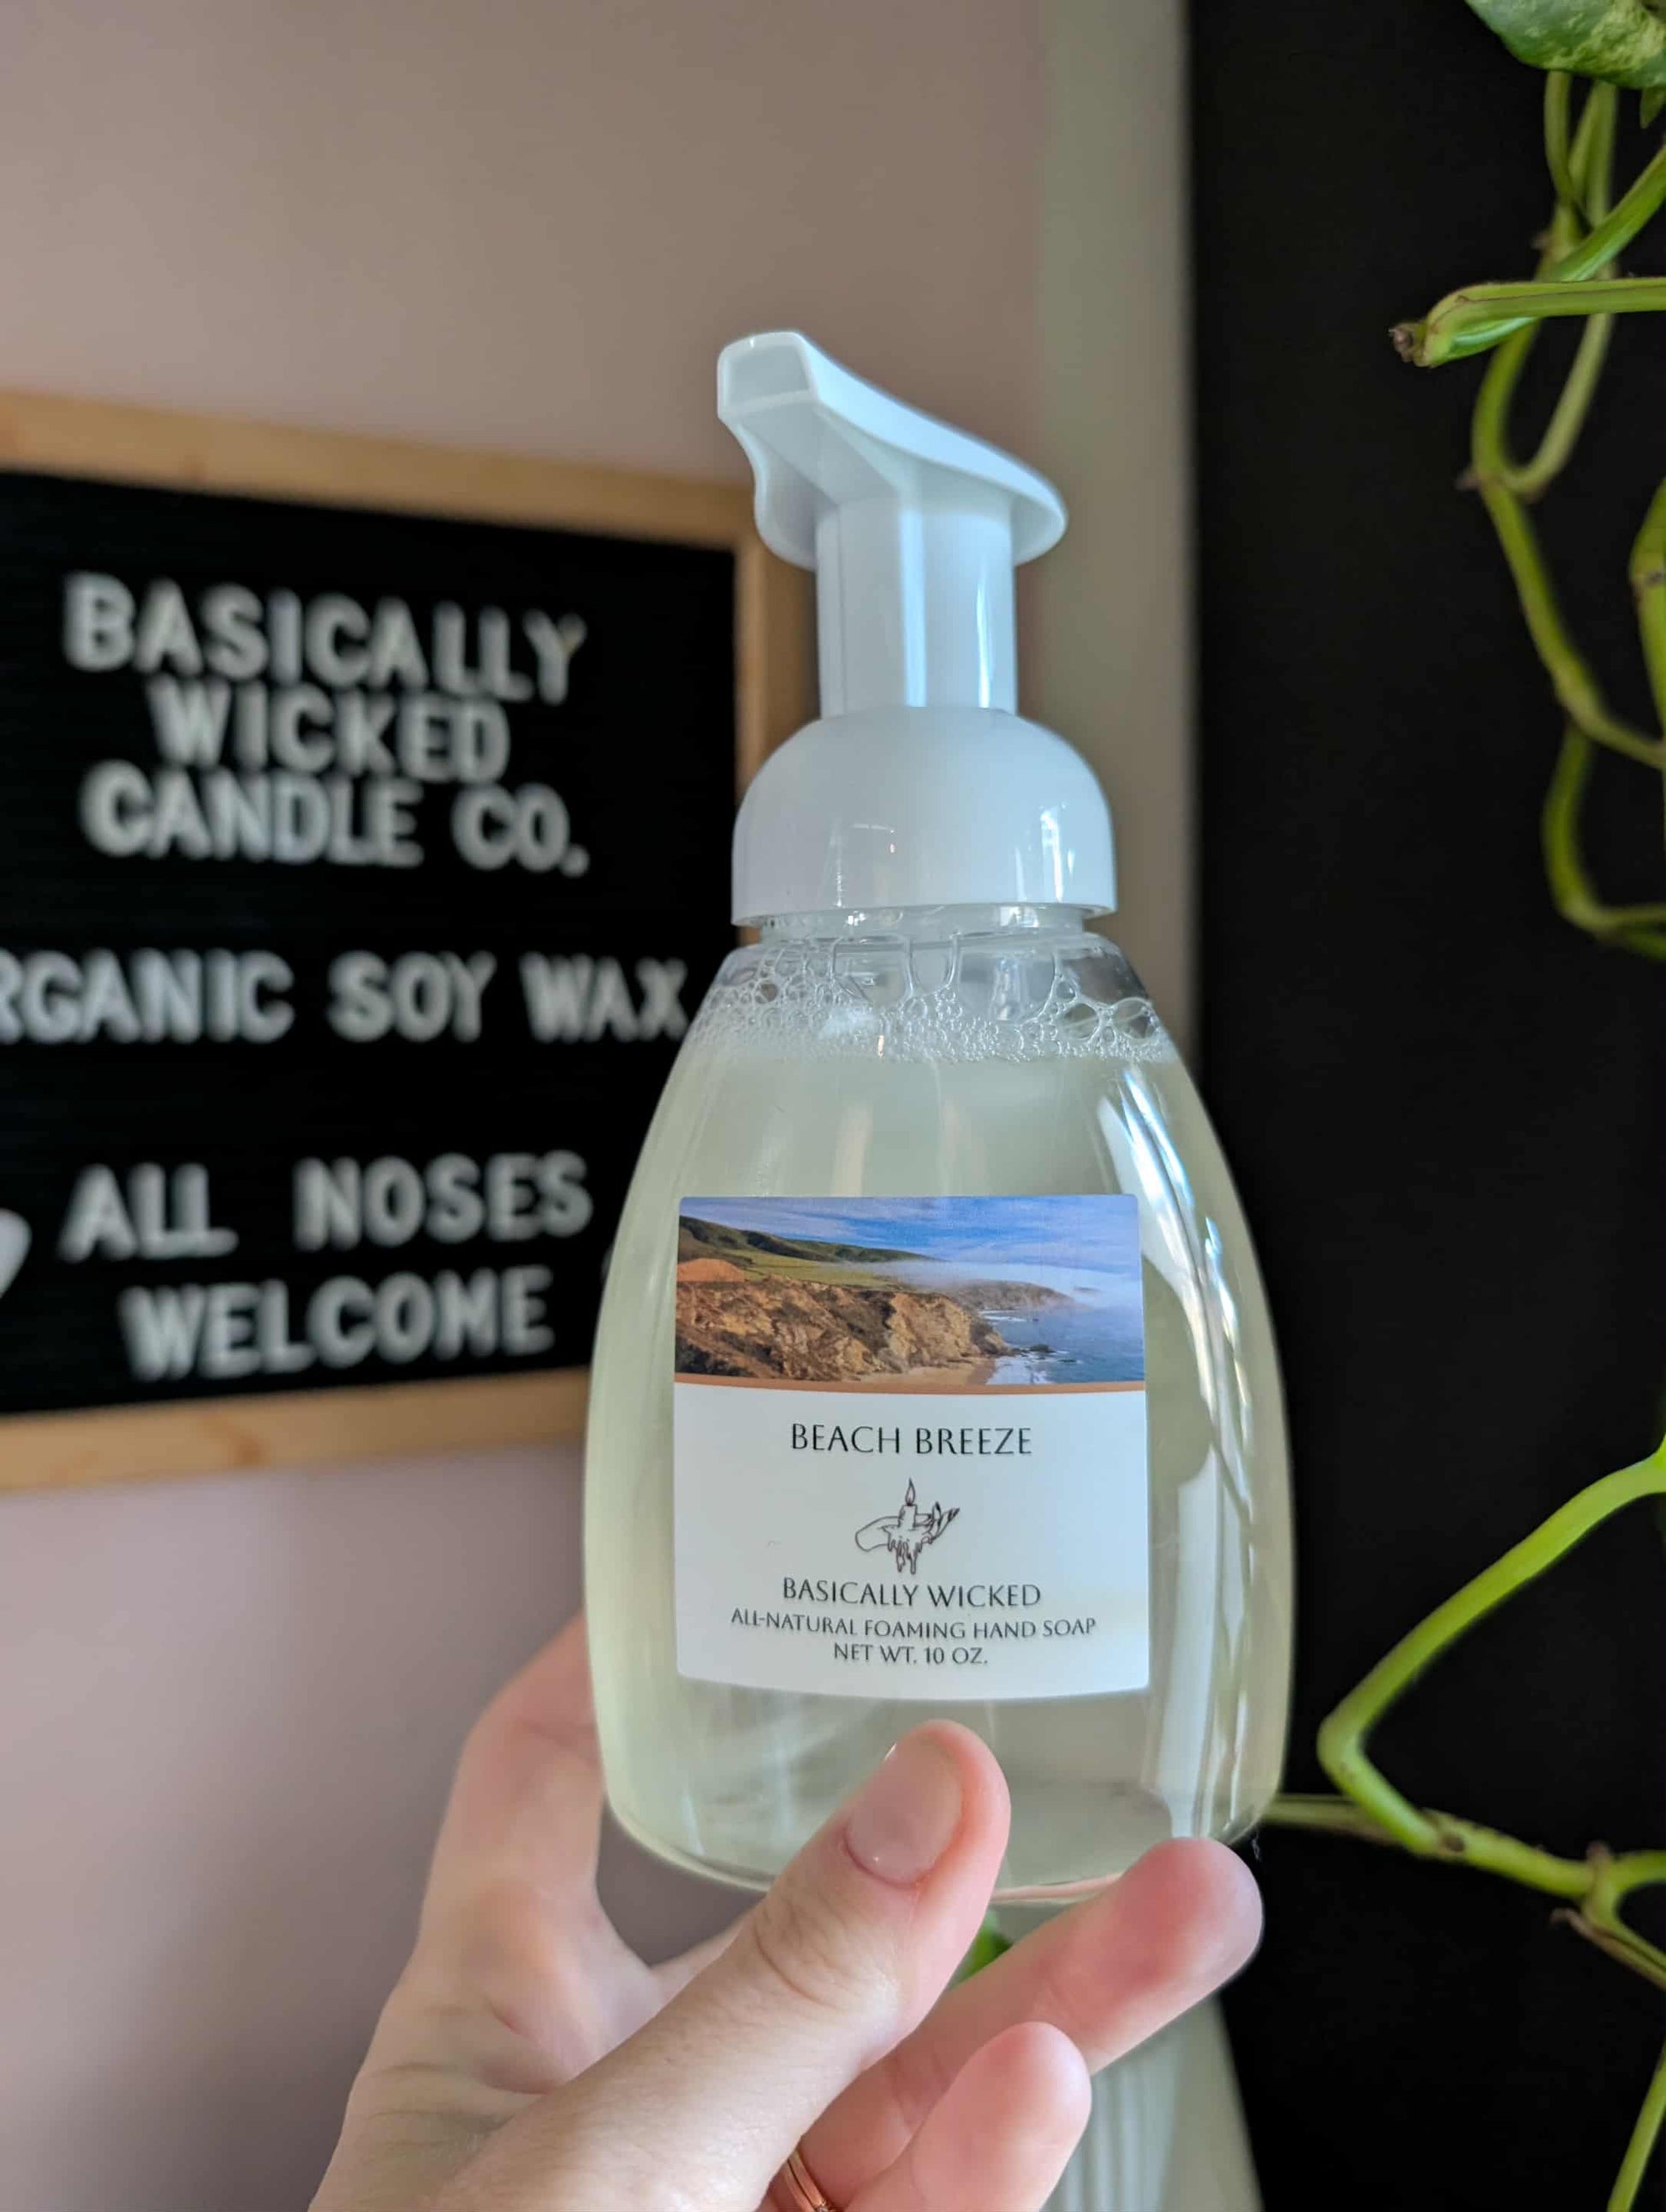 BASICALLY
WICKED
CANDLE CO.
RGANIC SOY WAX
ALL NOSES
WELCOME
BEACH BREEZE
BASICALLY WICKED
ALL-NATURAL FOAMING HAND SOAP
NET WT. 10 OZ.